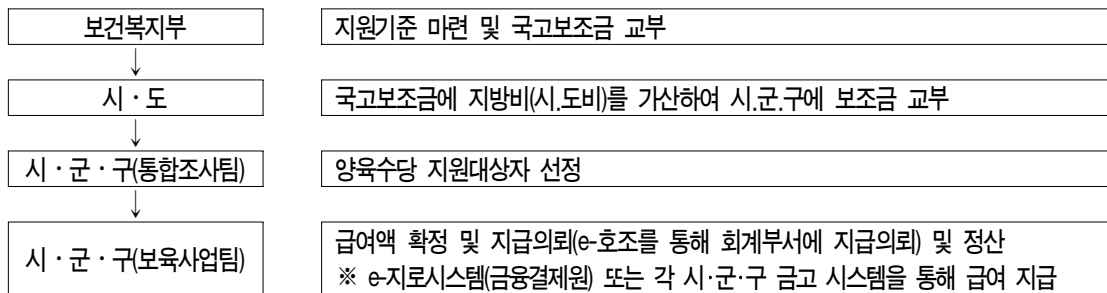 보건복지부
지원기준 마련 및 국고보조금 교부
↓
시·도
국고보조금에 지방비(시.도비)를 가산하여 시.군.구에 보조금 교부
↓
시·군·구(통합조사팀)
양육수당 지원대상자 선정
↓
시·군·구(보육사업팀)
급여액 확정 및 지급의뢰(e-호조를 통해 회계부서에 지급의뢰) 및 정산
※ e-지로시스템(금융결제원) 또는 각 시·군·구 금고 시스템을 통해 급여 지급